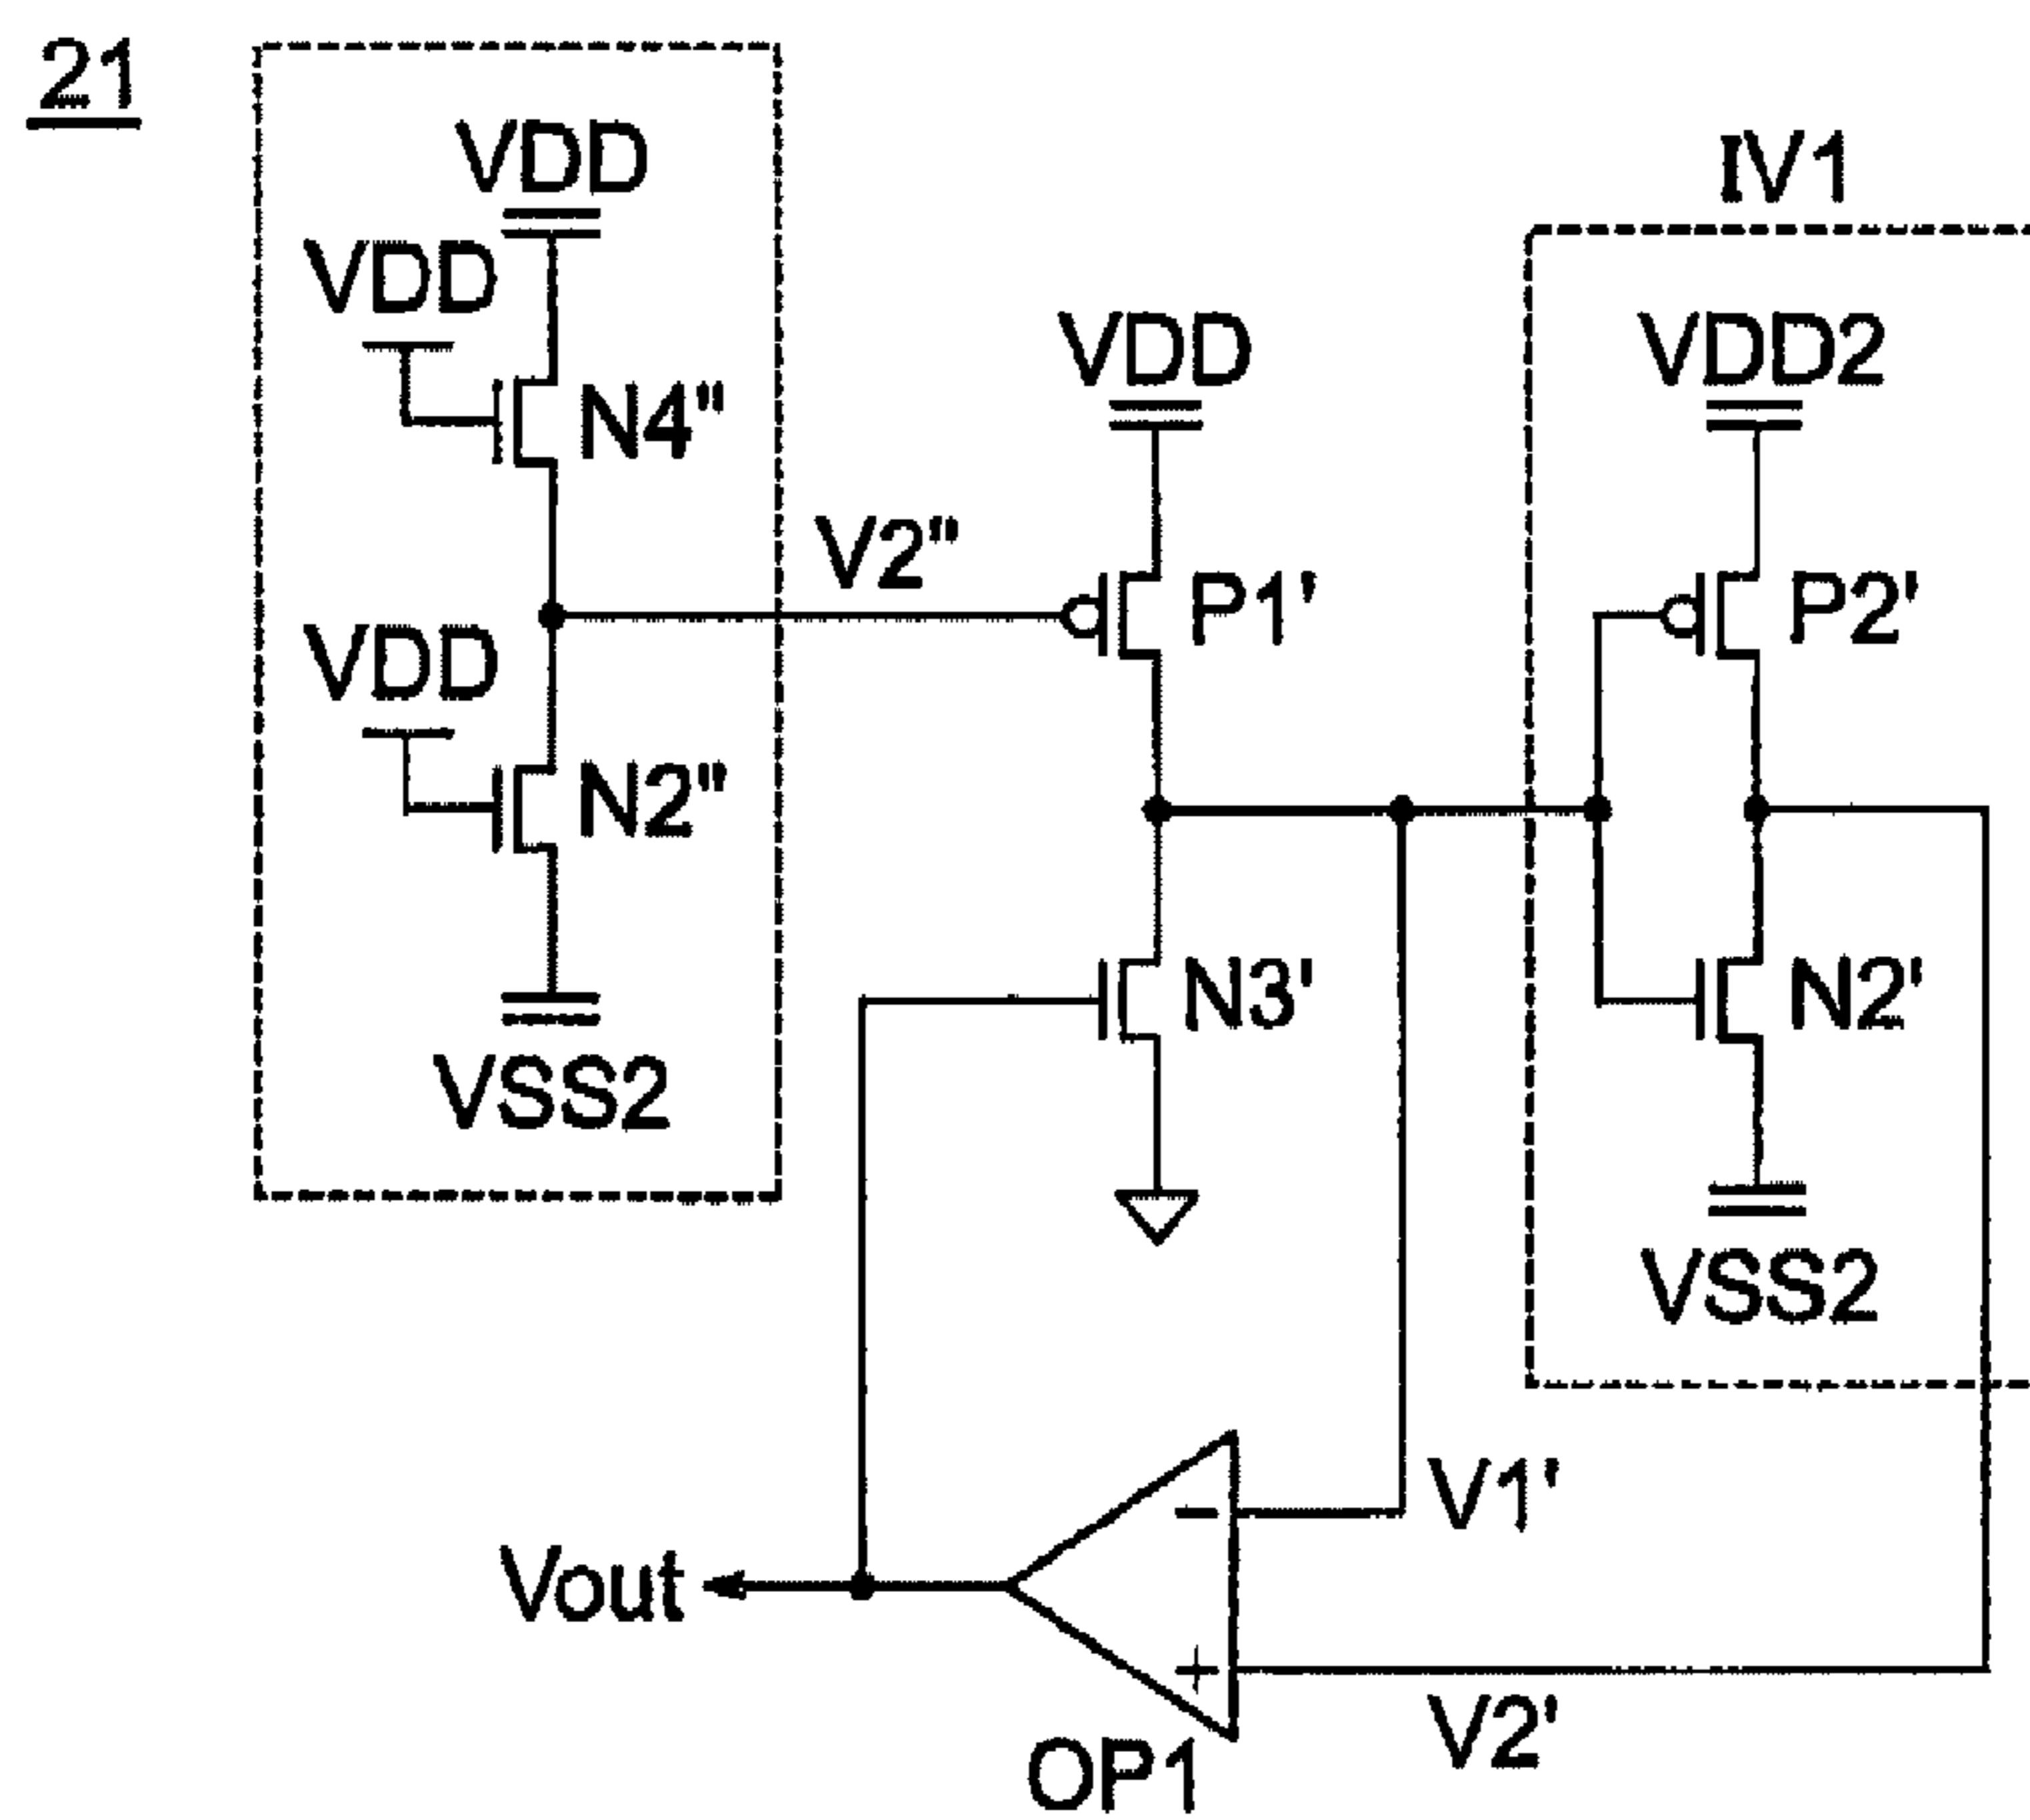 21
VDD
IV1
VDD
VDD
VDD2
N4"
V2"
P1'
P2'
VDD
N2"
N3'
N2'
VSS2
VSS2
-
V1'
Vout
+
V2'
OP1